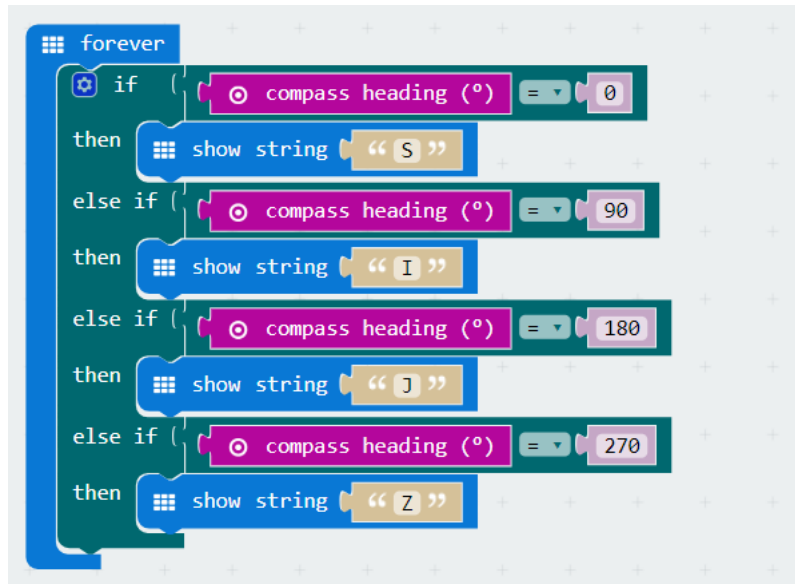 forever
if compass heading (º) = 0
then show string “ S ”
else if compass heading (º) = 90
then show string “ I ”
else if compass heading (º) = 180
then show string “ J ”
else if compass heading (º) = 270
then show string “ Z ”